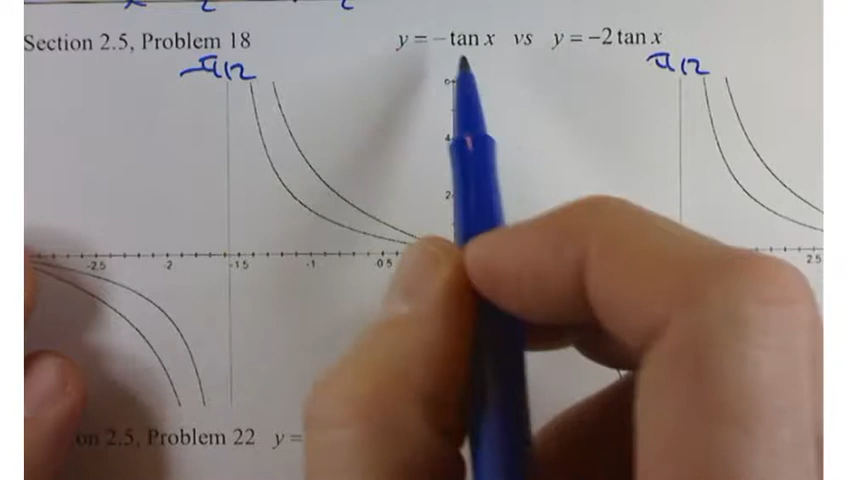 Section 2.5, Problem 18 y = -tan x vs y = -2 tan x
-π/2 π/2
6
4
2
-2.5 -2 -1.5 -1 -0.5 2.5
on 2.5, Problem 22 y =